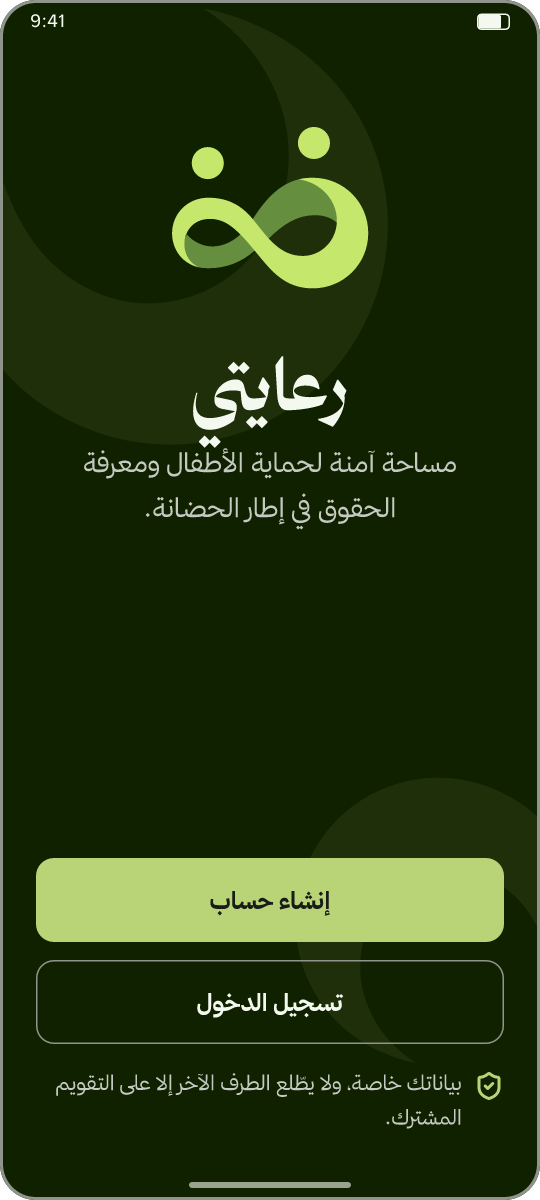 9:41
رعايتي
مساحة آمنة لحماية الأطفال ومعرفة
الحقوق في إطار الحضانة.
إنشاء حساب
تسجيل الدخول
بياناتك خاصة، ولا يطّلع الطرف الآخر إلا على التقويم
المشترك.